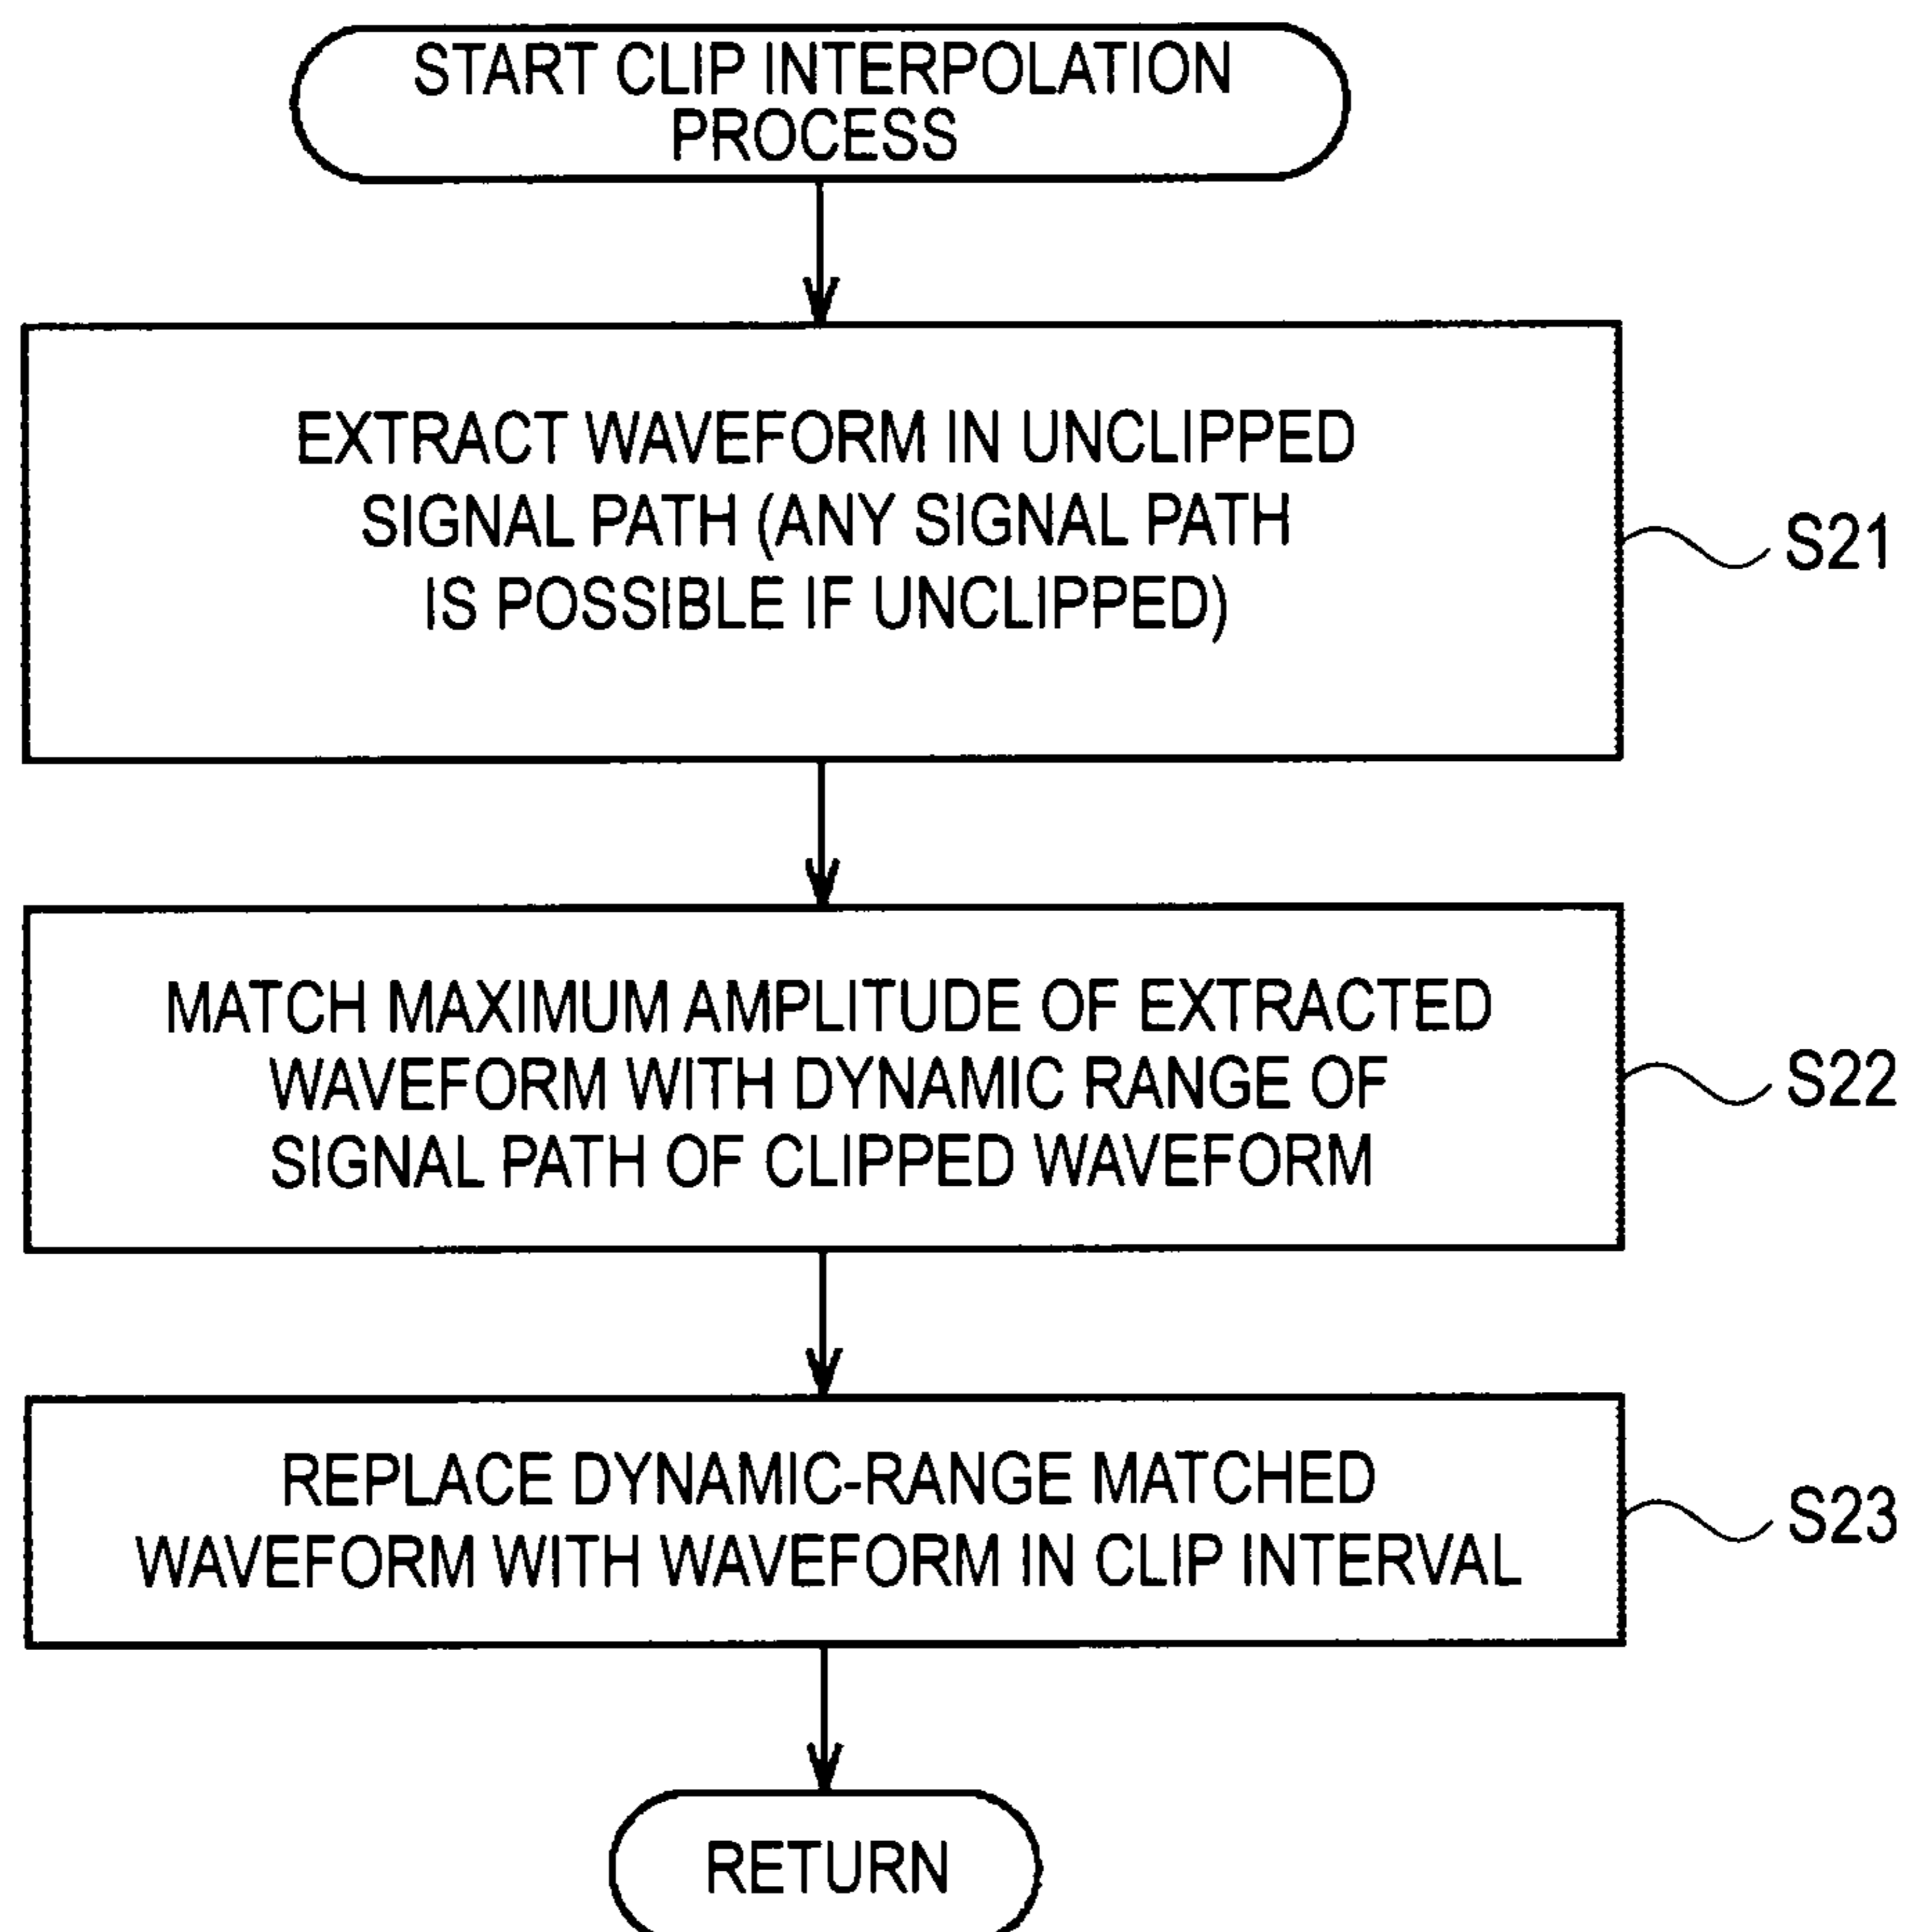 START CLIP INTERPOLATION
PROCESS
EXTRACT WAVEFORM IN UNCLIPPED
SIGNAL PATH (ANY SIGNAL PATH
IS POSSIBLE IF UNCLIPPED)
S21
MATCH MAXIMUM AMPLITUDE OF EXTRACTED
WAVEFORM WITH DYNAMIC RANGE OF
SIGNAL PATH OF CLIPPED WAVEFORM
S22
REPLACE DYNAMIC-RANGE MATCHED
WAVEFORM WITH WAVEFORM IN CLIP INTERVAL
S23
RETURN